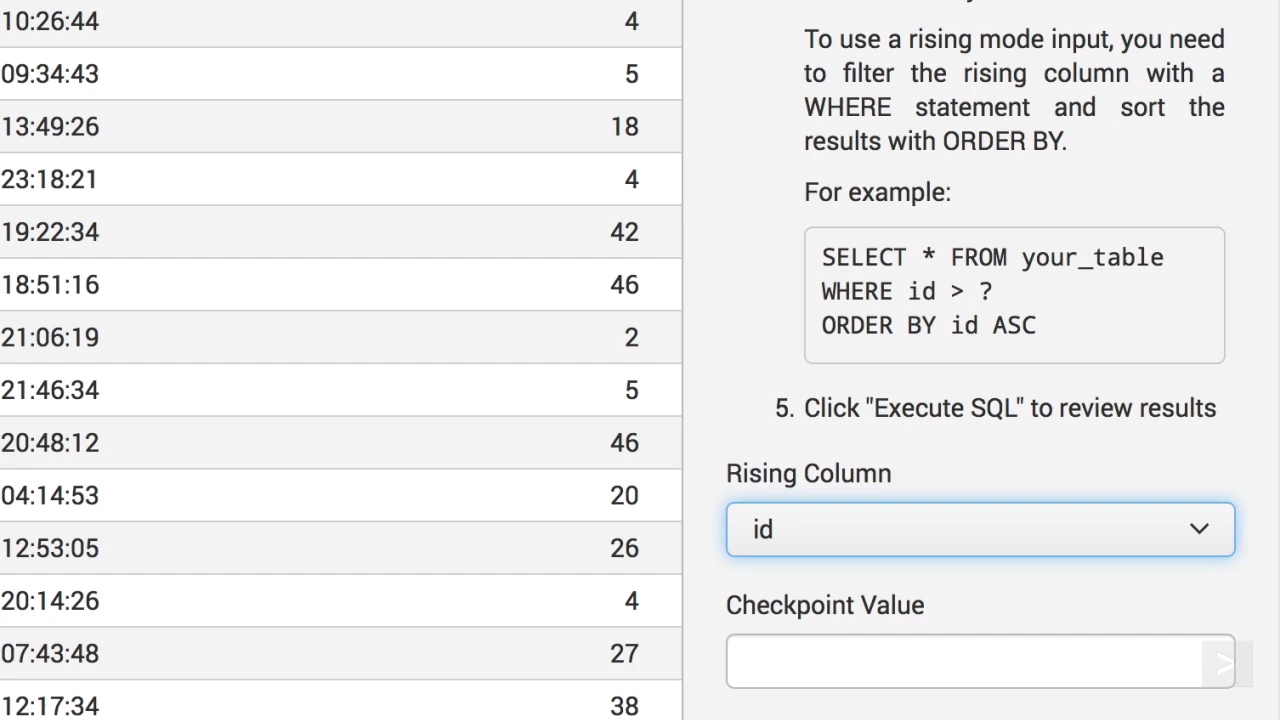 10:26:44 4
09:34:43 5
13:49:26 18
23:18:21 4
19:22:34 42
18:51:16 46
21:06:19 2
21:46:34 5
20:48:12 46
04:14:53 20
12:53:05 26
20:14:26 4
07:43:48 27
12:17:34 38
To use a rising mode input, you need
to filter the rising column with a
WHERE statement and sort the
results with ORDER BY.
For example:
SELECT * FROM your_table
WHERE id > ?
ORDER BY id ASC
5. Click "Execute SQL" to review results
Rising Column
id
Checkpoint Value
>